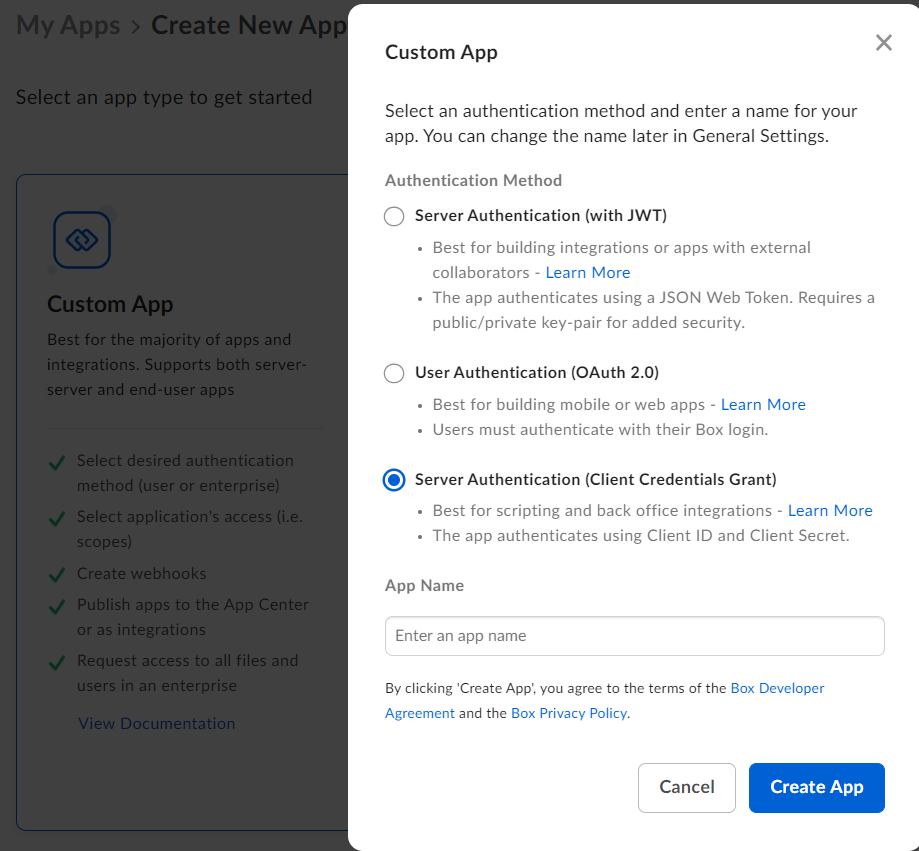 My Apps > Create New App
Select an app type to get started
Custom App
Best for the majority of apps and
integrations. Supports both server-
server and end-user apps
Select desired authentication
method (user or enterprise)
Select application's access (i.e.
scopes)
Create webhooks
Publish apps to the App Center
or as integrations
Request access to all files and
users in an enterprise
View Documentation
Custom App
Select an authentication method and enter a name for your
app. You can change the name later in General Settings.
Authentication Method
Server Authentication (with JWT)
• Best for building integrations or apps with external
collaborators - Learn More
• The app authenticates using a JSON Web Token. Requires a
public/private key-pair for added security.
User Authentication (OAuth 2.0)
• Best for building mobile or web apps - Learn More
• Users must authenticate with their Box login.
Server Authentication (Client Credentials Grant)
• Best for scripting and back office integrations - Learn More
• The app authenticates using Client ID and Client Secret.
App Name
Enter an app name
By clicking 'Create App', you agree to the terms of the Box Developer
Agreement and the Box Privacy Policy.
Cancel
Create App